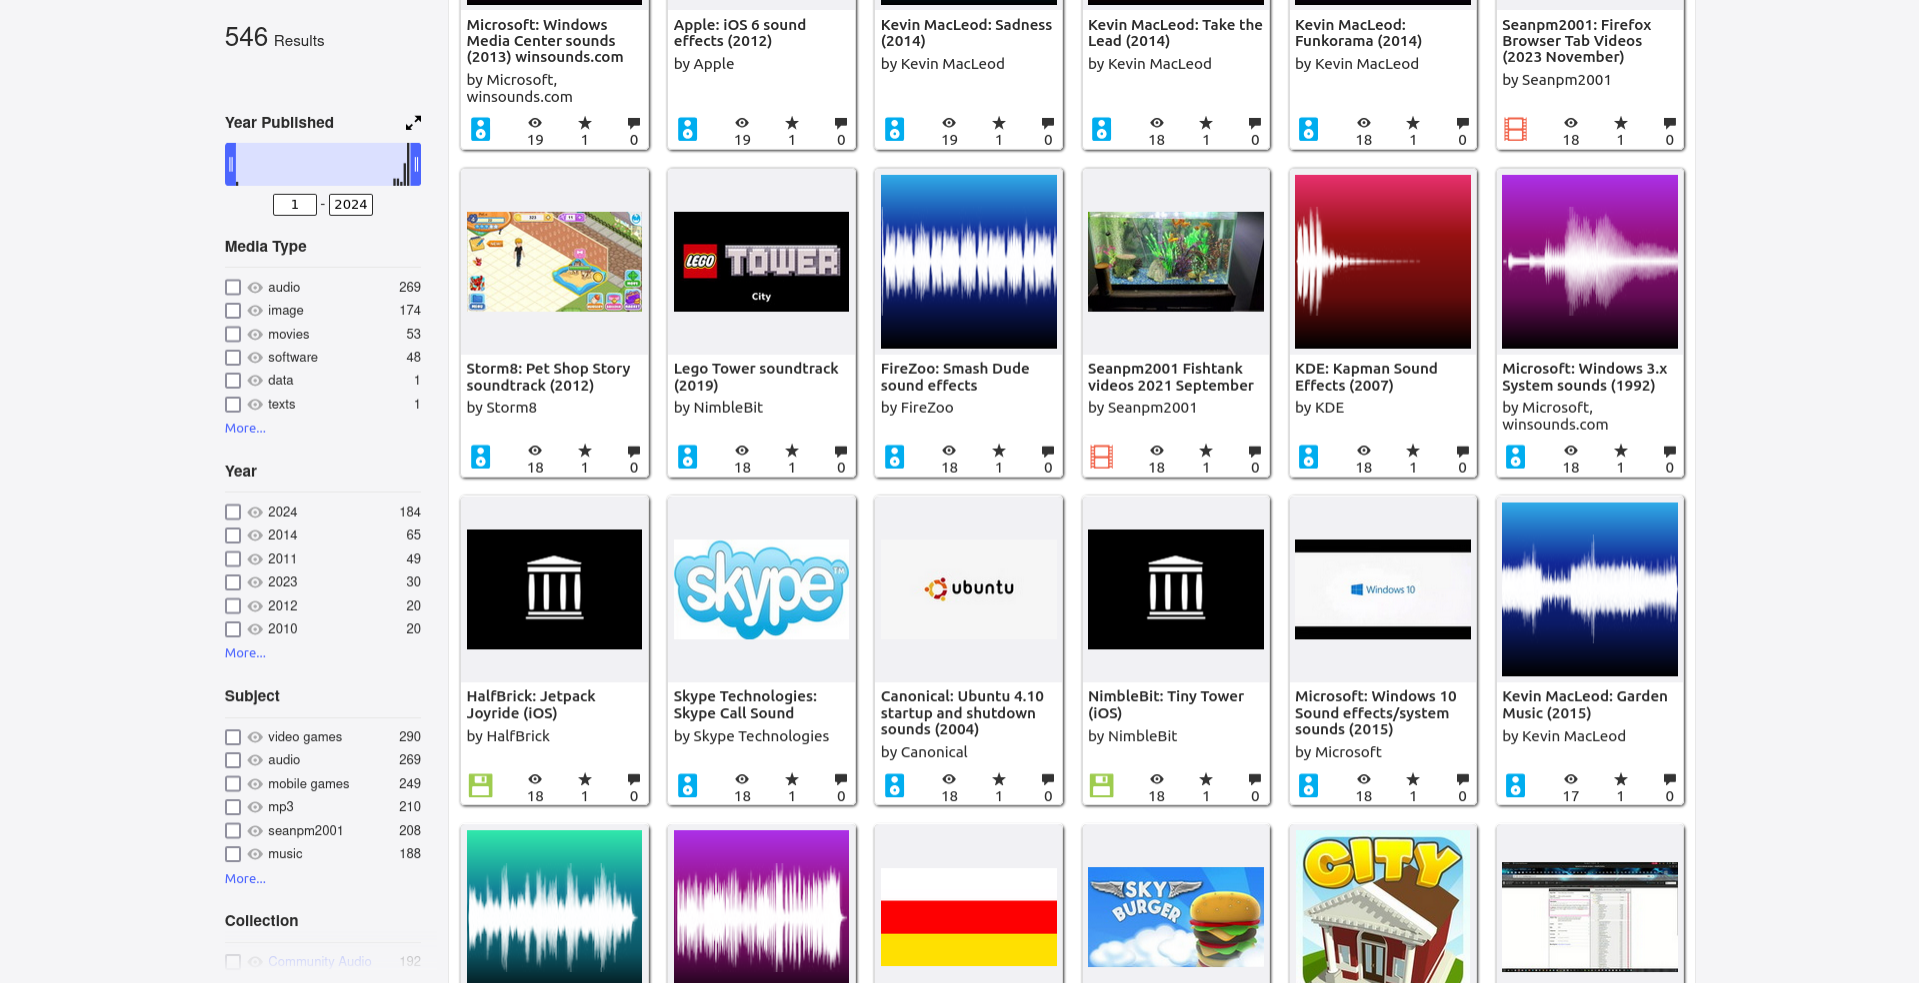 546 Results
Year Published
1 - 2024
Media Type
audio 269
image 174
movies 53
software 48
data 1
texts 1
More...
Year
2024 184
2014 65
2011 49
2023 30
2012 20
2010 20
More...
Subject
video games 290
audio 269
mobile games 249
mp3 210
seanpm2001 208
music 188
More...
Collection
Community Audio 192
Microsoft: Windows
Media Center sounds
(2013) winsounds.com
by Microsoft,
winsounds.com
19 1 0
Apple: iOS 6 sound
effects (2012)
by Apple
19 1 0
Kevin MacLeod: Sadness
(2014)
by Kevin MacLeod
19 1 0
Kevin MacLeod: Take the
Lead (2014)
by Kevin MacLeod
18 1 0
Kevin MacLeod:
Funkorama (2014)
by Kevin MacLeod
18 1 0
Seanpm2001: Firefox
Browser Tab Videos
(2023 November)
by Seanpm2001
18 1 0
Storm8: Pet Shop Story
soundtrack (2012)
by Storm8
18 1 0
LEGO TOWER
City
Lego Tower soundtrack
(2019)
by NimbleBit
18 1 0
FireZoo: Smash Dude
sound effects
by FireZoo
18 1 0
Seanpm2001 Fishtank
videos 2021 September
by Seanpm2001
18 1 0
KDE: Kapman Sound
Effects (2007)
by KDE
18 1 0
Microsoft: Windows 3.x
System sounds (1992)
by Microsoft,
winsounds.com
18 1 0
HalfBrick: Jetpack
Joyride (iOS)
by HalfBrick
18 1 0
skype TM
Skype Technologies:
Skype Call Sound
by Skype Technologies
18 1 0
ubuntu
Canonical: Ubuntu 4.10
startup and shutdown
sounds (2004)
by Canonical
18 1 0
NimbleBit: Tiny Tower
(iOS)
by NimbleBit
18 1 0
Windows 10
Microsoft: Windows 10
Sound effects/system
sounds (2015)
by Microsoft
18 1 0
Kevin MacLeod: Garden
Music (2015)
by Kevin MacLeod
17 1 0
SKY
BURGER
CITY